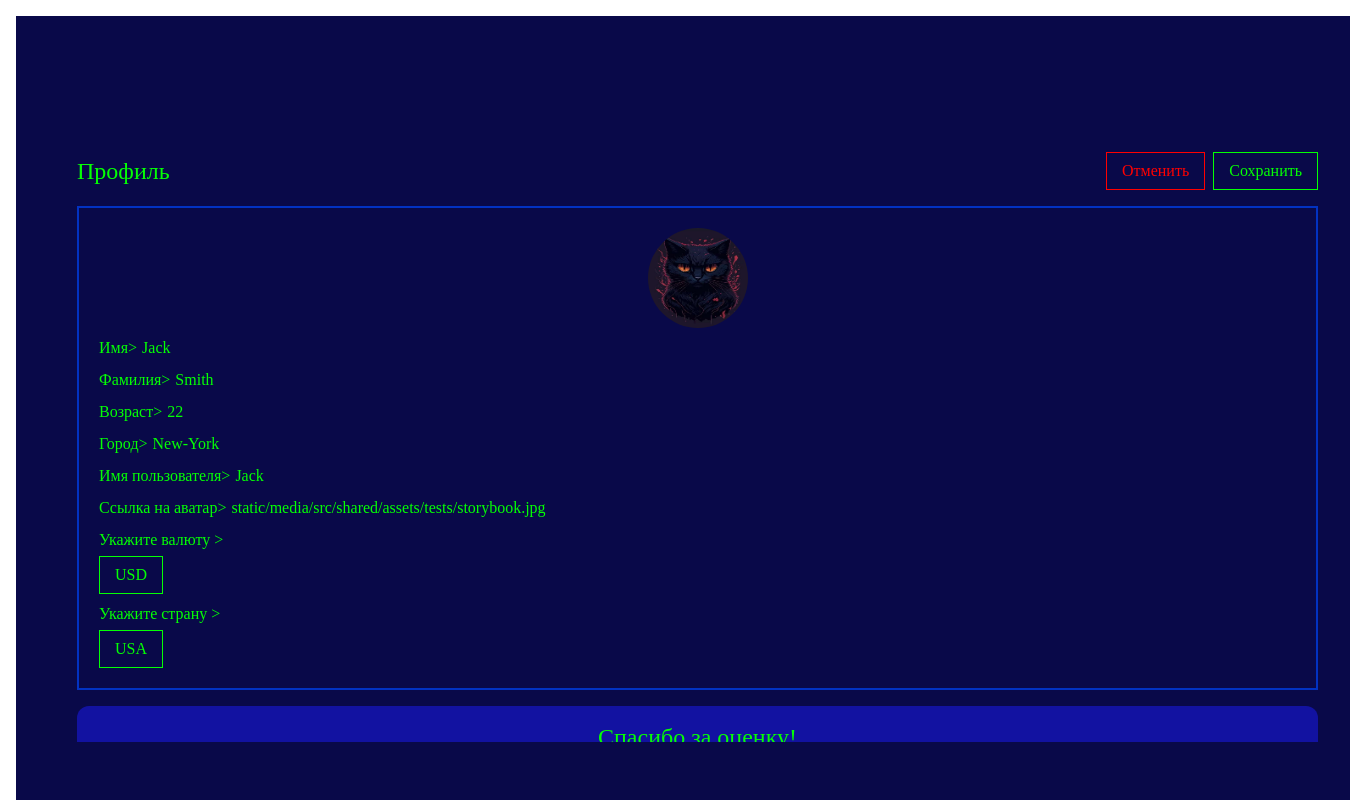 Профиль
Отменить
Сохранить
Имя> Jack
Фамилия> Smith
Возраст> 22
Город> New-York
Имя пользователя> Jack
Ссылка на аватар> static/media/src/shared/assets/tests/storybook.jpg
Укажите валюту >
USD
Укажите страну >
USA
Спасибо за оценку!